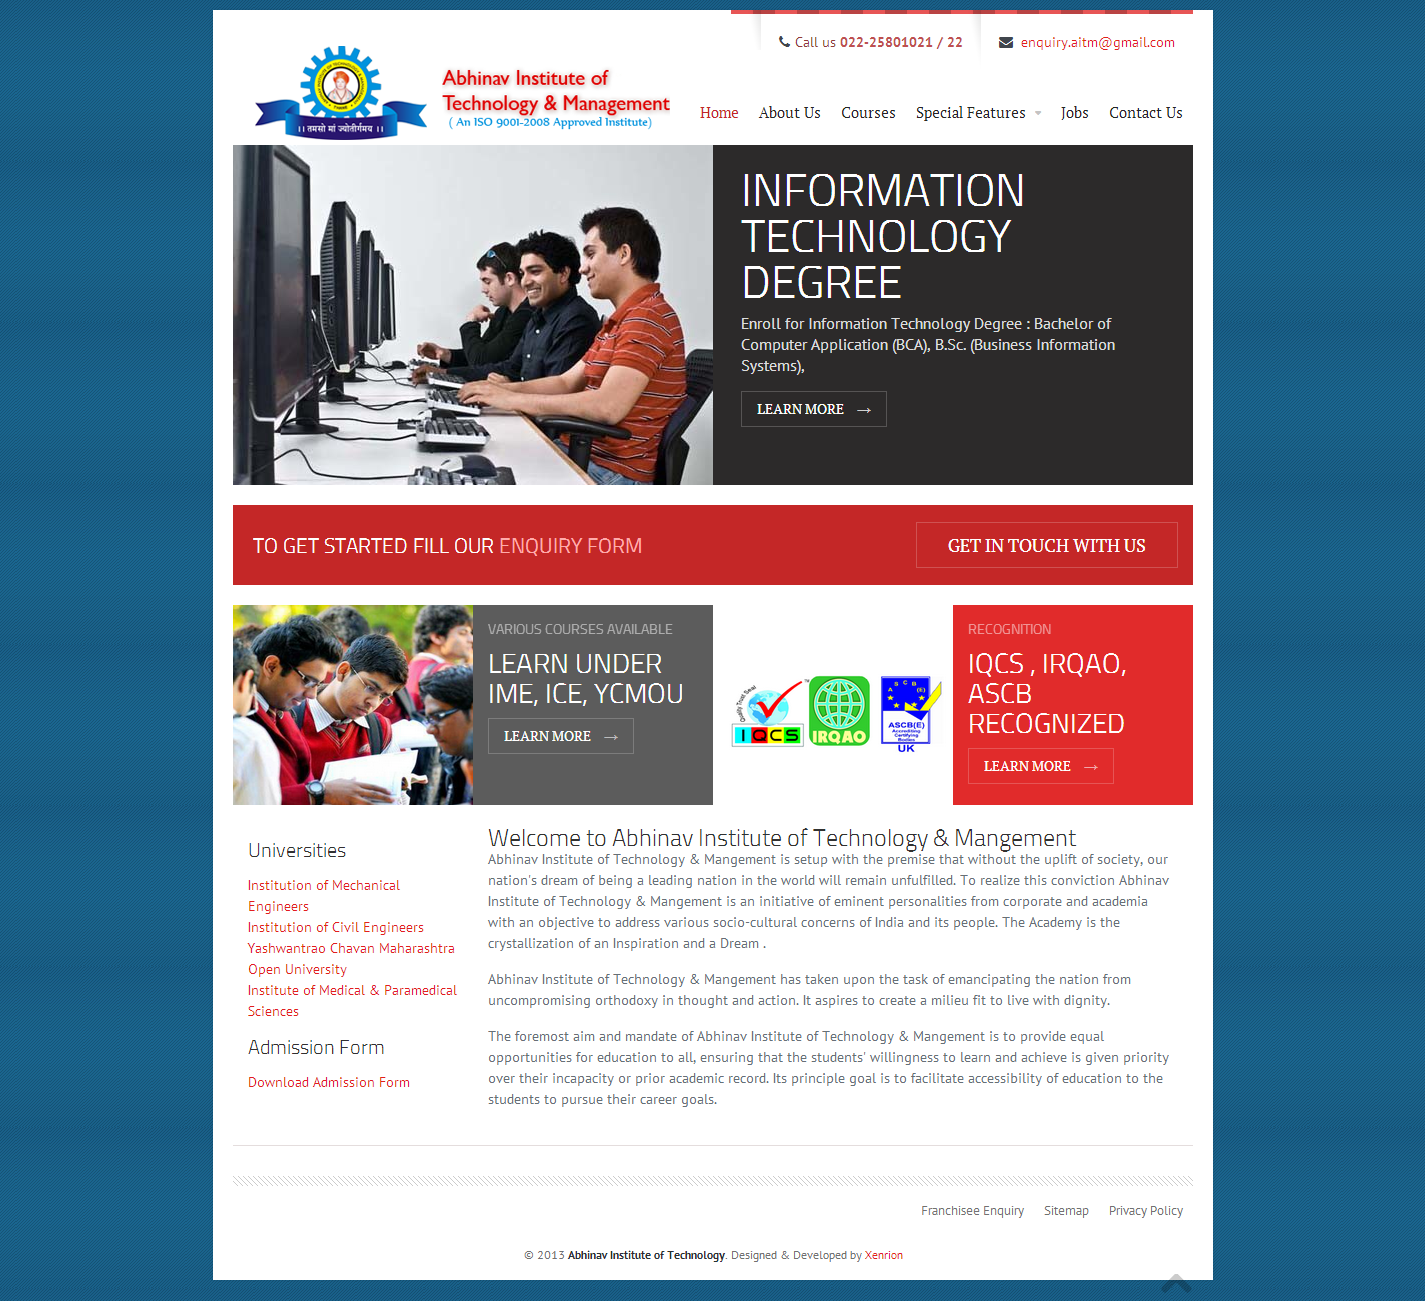 Call us 022-25801021 / 22
enquiry.aitm@gmail.com
Abhinav Institute of
Technology & Management
( An ISO 9001-2008 Approved Institute)
।। तमसो मां ज्योतिर्गमय ।।
Home
About Us
Courses
Special Features
Jobs
Contact Us
INFORMATION
TECHNOLOGY
DEGREE
Enroll for Information Technology Degree : Bachelor of
Computer Application (BCA), B.Sc. (Business Information
Systems),
LEARN MORE →
TO GET STARTED FILL OUR ENQUIRY FORM
GET IN TOUCH WITH US
VARIOUS COURSES AVAILABLE
LEARN UNDER
IME, ICE, YCMOU
LEARN MORE →
Quality Trust Seal
TM
IQCS
IRQAO
A S C B (E)
ASCB(E)
Accrediting
Certifying
Bodies
UK
RECOGNITION
IQCS , IRQAO,
ASCB
RECOGNIZED
LEARN MORE →
Universities
Institution of Mechanical
Engineers
Institution of Civil Engineers
Yashwantrao Chavan Maharashtra
Open University
Institute of Medical & Paramedical
Sciences
Admission Form
Download Admission Form
Welcome to Abhinav Institute of Technology & Mangement
Abhinav Institute of Technology & Mangement is setup with the premise that without the uplift of society, our
nation's dream of being a leading nation in the world will remain unfulfilled. To realize this conviction Abhinav
Institute of Technology & Mangement is an initiative of eminent personalities from corporate and academia
with an objective to address various socio-cultural concerns of India and its people. The Academy is the
crystallization of an Inspiration and a Dream .
Abhinav Institute of Technology & Mangement has taken upon the task of emancipating the nation from
uncompromising orthodoxy in thought and action. It aspires to create a milieu fit to live with dignity.
The foremost aim and mandate of Abhinav Institute of Technology & Mangement is to provide equal
opportunities for education to all, ensuring that the students' willingness to learn and achieve is given priority
over their incapacity or prior academic record. Its principle goal is to facilitate accessibility of education to the
students to pursue their career goals.
Franchisee Enquiry
Sitemap
Privacy Policy
© 2013 Abhinav Institute of Technology. Designed & Developed by Xenrion